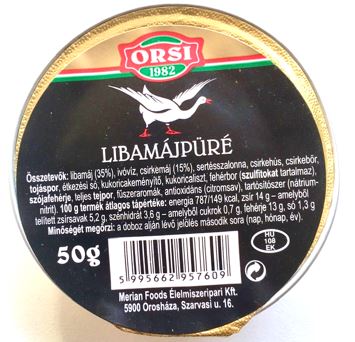 ORSI
1982
LIBAMÁJPÜRÉ
Összetevők: libamáj (35%), ivóvíz, csirkemáj (15%), sertésszalonna, csirkehús, csirkebőr,
tojáspor, étkezési só, kukoricakeményítő, kukoricaliszt, fehérbor (szulfitokat tartalmaz),
szójafehérje, teljes tejpor, fűszeraromák, antioxidáns (citromsav), tartósítószer (nátrium-
nitrit). 100 g termék átlagos tápértéke: energia 787/149 kcal, zsír 14 g – amelyből
telített zsírsavak 5,2 g, szénhidrát 3,6 g – amelyből cukrok 0,7 g, fehérje 13 g, só 1,3 g
Minőségét megőrzi: a doboz alján lévő jelölés második sora (nap, hónap, év).
50g
HU
108
EK
5 995662 957609
Merian Foods Élelmiszeripari Kft.
5900 Orosháza, Szarvasi u. 16.